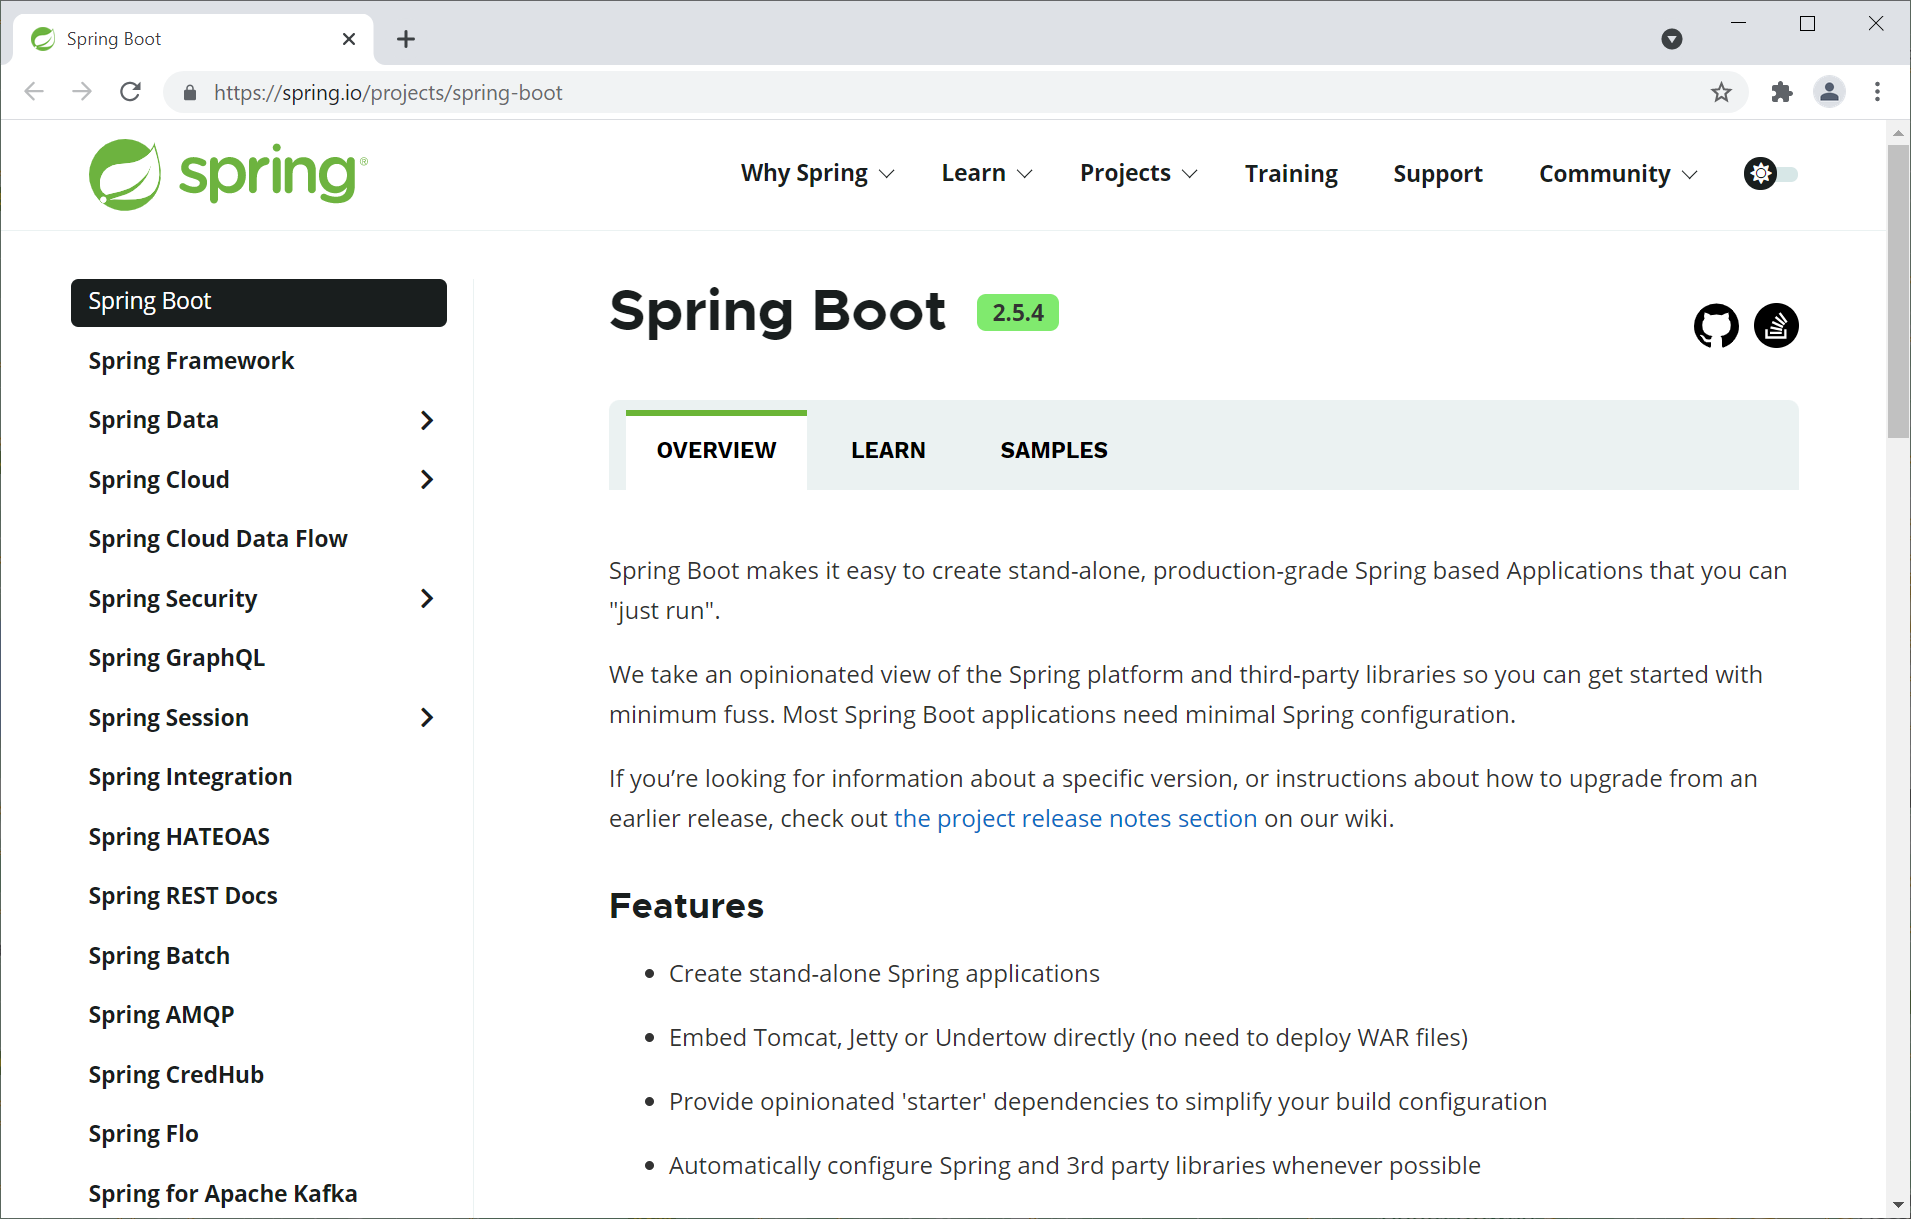 Spring Boot
https://spring.io/projects/spring-boot
spring®
Why Spring
Learn
Projects
Training
Support
Community
Spring Boot
Spring Framework
Spring Data
Spring Cloud
Spring Cloud Data Flow
Spring Security
Spring GraphQL
Spring Session
Spring Integration
Spring HATEOAS
Spring REST Docs
Spring Batch
Spring AMQP
Spring CredHub
Spring Flo
Spring for Apache Kafka
Spring Boot 2.5.4
OVERVIEW
LEARN
SAMPLES
Spring Boot makes it easy to create stand-alone, production-grade Spring based Applications that you can
"just run".
We take an opinionated view of the Spring platform and third-party libraries so you can get started with
minimum fuss. Most Spring Boot applications need minimal Spring configuration.
If you’re looking for information about a specific version, or instructions about how to upgrade from an
earlier release, check out the project release notes section on our wiki.
Features
• Create stand-alone Spring applications
• Embed Tomcat, Jetty or Undertow directly (no need to deploy WAR files)
• Provide opinionated 'starter' dependencies to simplify your build configuration
• Automatically configure Spring and 3rd party libraries whenever possible